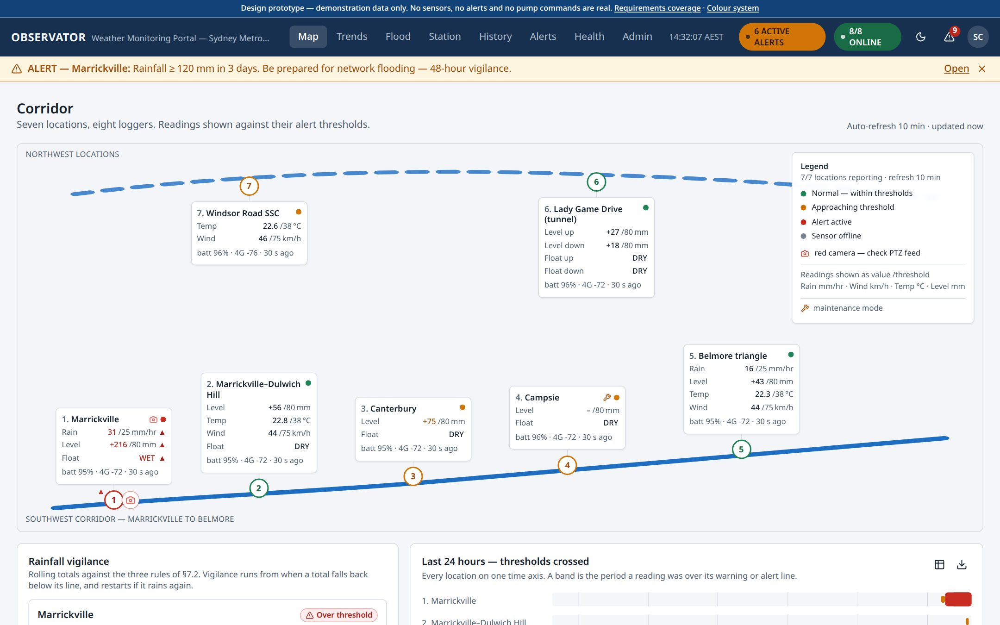 Design prototype — demonstration data only. No sensors, no alerts and no pump commands are real. Requirements coverage · Colour system
OBSERVATOR Weather Monitoring Portal — Sydney Metro... Map Trends Flood Station History Alerts Health Admin 14:32:07 AEST
6 ACTIVE
ALERTS
8/8
ONLINE
9
SC
ALERT — Marrickville: Rainfall ≥ 120 mm in 3 days. Be prepared for network flooding — 48-hour vigilance. Open
Corridor
Seven locations, eight loggers. Readings shown against their alert thresholds.
Auto-refresh 10 min · updated now
NORTHWEST LOCATIONS
7
7. Windsor Road SSC
Temp 22.6 /38 °C
Wind 46 /75 km/h
batt 96% · 4G -76 · 30 s ago
6
6. Lady Game Drive
(tunnel)
Level up +27 /80 mm
Level down +18 /80 mm
Float up DRY
Float down DRY
batt 96% · 4G -72 · 30 s ago
Legend
7/7 locations reporting · refresh 10 min
Normal — within thresholds
Approaching threshold
Alert active
Sensor offline
red camera — check PTZ feed
Readings shown as value /threshold
Rain mm/hr · Wind km/h · Temp °C · Level mm
maintenance mode
1. Marrickville
Rain 31 /25 mm/hr ▲
Level +216 /80 mm ▲
Float WET ▲
batt 95% · 4G -72 · 30 s ago
▲
1
2. Marrickville–Dulwich
Hill
Level +56 /80 mm
Temp 22.8 /38 °C
Wind 44 /75 km/h
Float DRY
batt 95% · 4G -72 · 30 s ago
2
3. Canterbury
Level +75 /80 mm
Float DRY
batt 95% · 4G -72 · 30 s ago
3
4. Campsie
Level – /80 mm
Float DRY
batt 96% · 4G -72 · 30 s ago
4
5. Belmore triangle
Rain 16 /25 mm/hr
Level +43 /80 mm
Temp 22.3 /38 °C
Wind 44 /75 km/h
batt 95% · 4G -72 · 30 s ago
5
SOUTHWEST CORRIDOR — MARRICKVILLE TO BELMORE
Rainfall vigilance
Rolling totals against the three rules of §7.2. Vigilance runs from when a total falls back
below its line, and restarts if it rains again.
Marrickville Over threshold
Last 24 hours — thresholds crossed
Every location on one time axis. A band is the period a reading was over its warning or alert line.
1. Marrickville
2. Marrickville–Dulwich Hill